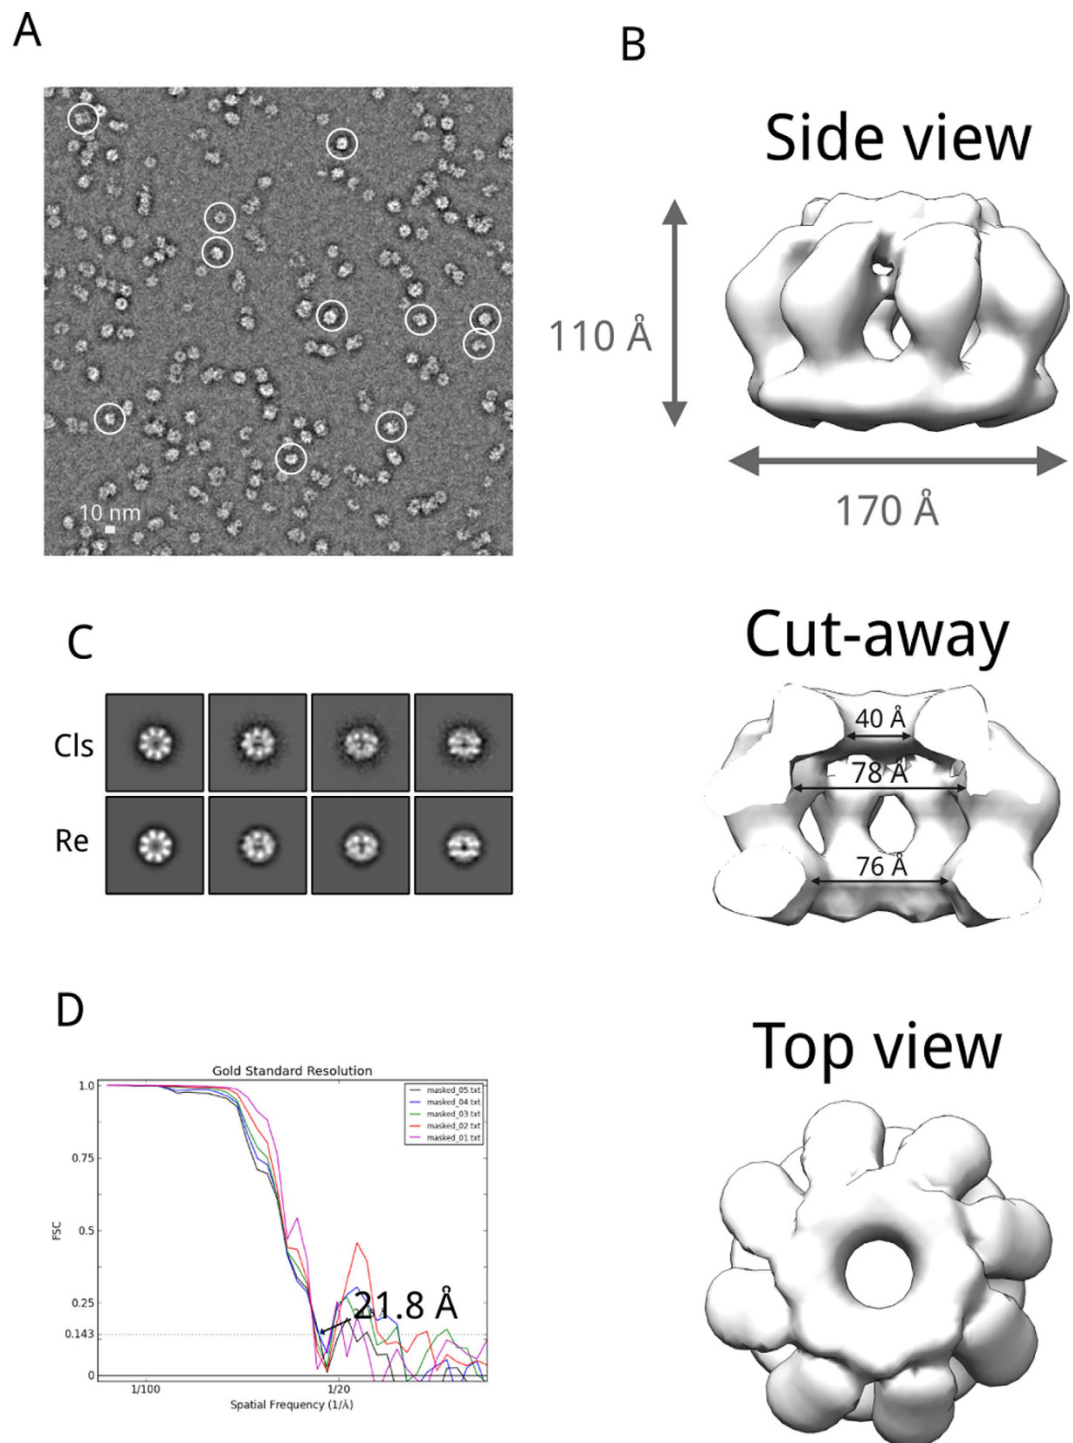 A
10 nm
B
Side view
110 Å
170 Å
Cut-away
40 Å
78 Å
76 Å
Top view
C
Cls
Re
D
Gold Standard Resolution
masked_05.txt
masked_04.txt
masked_03.txt
masked_02.txt
masked_01.txt
1.0
0.75
0.5
0.25
0.143
0
FSC
21.8 Å
1/100
1/20
Spatial Frequency (1/Å)